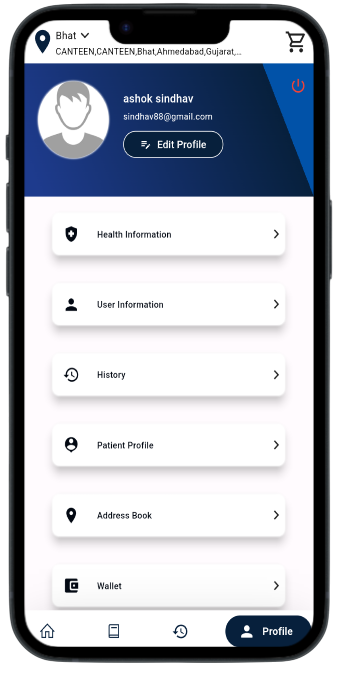 Bhat
CANTEEN,CANTEEN,Bhat,Ahmedabad,Gujarat,...
ashok sindhav
sindhav88@gmail.com
Edit Profile
Health Information
User Information
History
Patient Profile
Address Book
Wallet
Profile